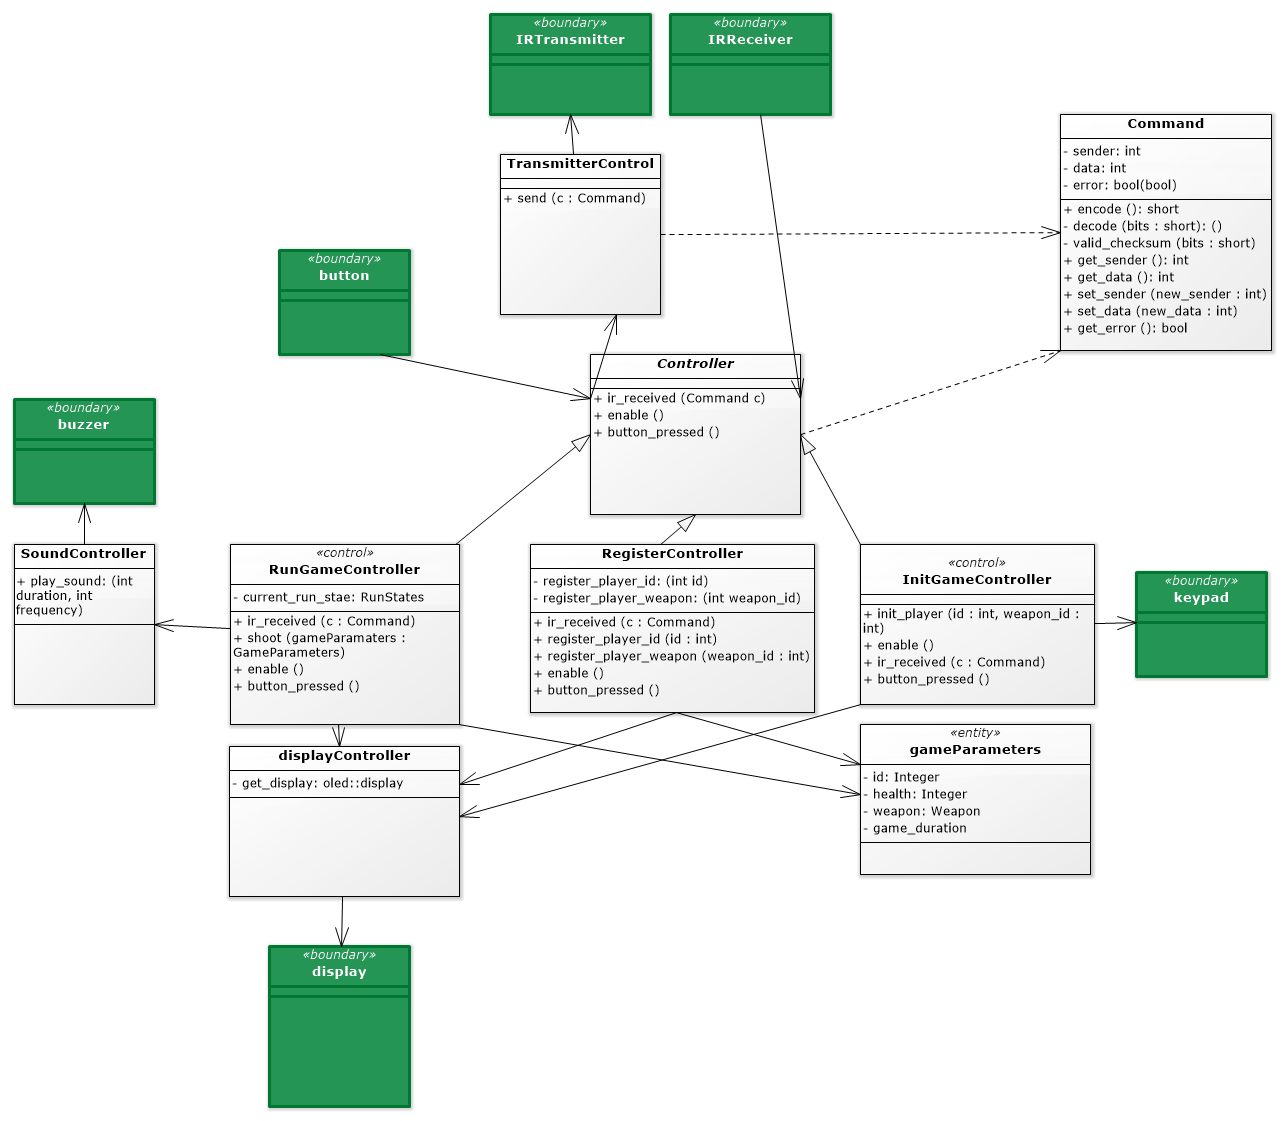 «boundary»
IRTransmitter
«boundary»
IRReceiver
Command
- sender: int
- data: int
- error: bool(bool)
+ encode (): short
- decode (bits : short): ()
- valid_checksum (bits : short)
+ get_sender (): int
+ get_data (): int
+ set_sender (new_sender : int)
+ set_data (new_data : int)
+ get_error (): bool
TransmitterControl
+ send (c : Command)
«boundary»
button
Controller
+ ir_received (Command c)
+ enable ()
+ button_pressed ()
«boundary»
buzzer
SoundController
+ play_sound: (int
duration, int
frequency)
«control»
RunGameController
- current_run_stae: RunStates
+ ir_received (c : Command)
+ shoot (gameParamaters :
GameParameters)
+ enable ()
+ button_pressed ()
RegisterController
- register_player_id: (int id)
- register_player_weapon: (int weapon_id)
+ ir_received (c : Command)
+ register_player_id (id : int)
+ register_player_weapon (weapon_id : int)
+ enable ()
+ button_pressed ()
«control»
InitGameController
+ init_player (id : int, weapon_id :
int)
+ enable ()
+ ir_received (c : Command)
+ button_pressed ()
«boundary»
keypad
displayController
- get_display: oled::display
«entity»
gameParameters
- id: Integer
- health: Integer
- weapon: Weapon
- game_duration
«boundary»
display